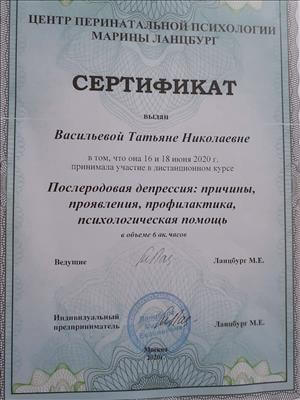 ЦЕНТР ПЕРИНАТАЛЬНОЙ ПСИХОЛОГИИ
МАРИНЫ ЛАНЦБУРГ
СЕРТИФИКАТ
выдан
Васильевой Татьяне Николаевне
в том, что она 16 и 18 июня 2020 г.
принимала участие в дистанционном курсе
Послеродовая депрессия: причины,
проявления, профилактика,
психологическая помощь
в объеме 6 ак. часов
Ведущие
Ланцбург М.Е.
Индивидуальный
предприниматель
Ланцбург М.Е.
Москва
2020г.